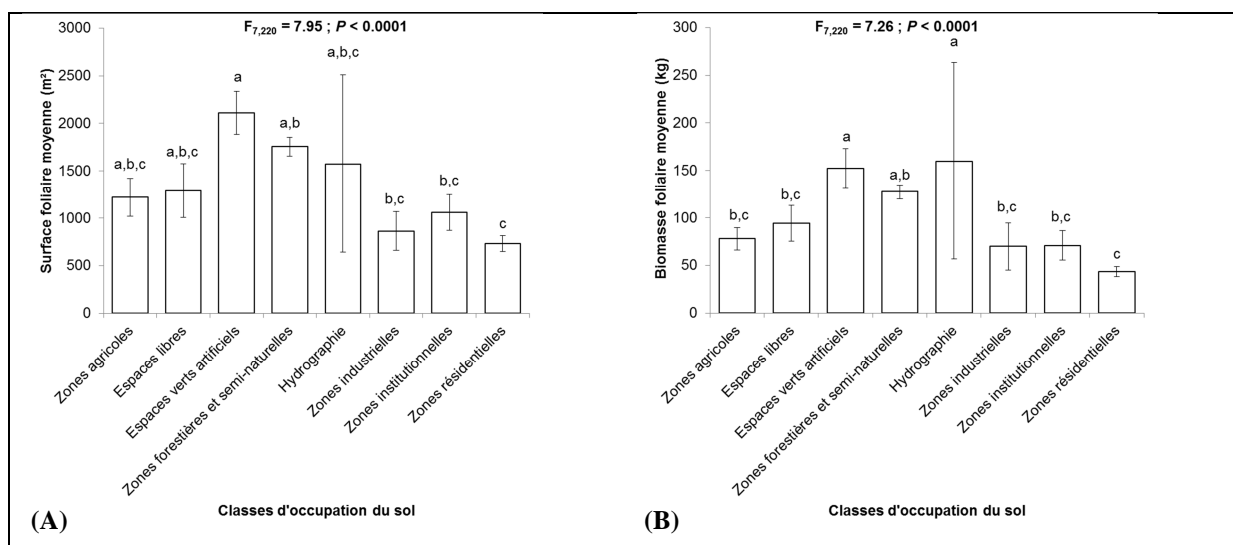 F7,220 = 7.95 ; P < 0.0001
Surface foliaire moyenne (m²)
3000
2500
2000
1500
1000
500
0
a,b,c
a,b,c
a
a,b
a,b,c
b,c
b,c
c
Zones agricoles
Espaces libres
Espaces verts artificiels
Zones forestières et semi-naturelles
Hydrographie
Zones industrielles
Zones institutionnelles
Zones résidentielles
Classes d'occupation du sol
(A)
F7,220 = 7.26 ; P < 0.0001
Biomasse foliaire moyenne (kg)
300
250
200
150
100
50
0
b,c
b,c
a
a,b
a
b,c
b,c
c
Zones agricoles
Espaces libres
Espaces verts artificiels
Zones forestières et semi-naturelles
Hydrographie
Zones industrielles
Zones institutionnelles
Zones résidentielles
Classes d'occupation du sol
(B)